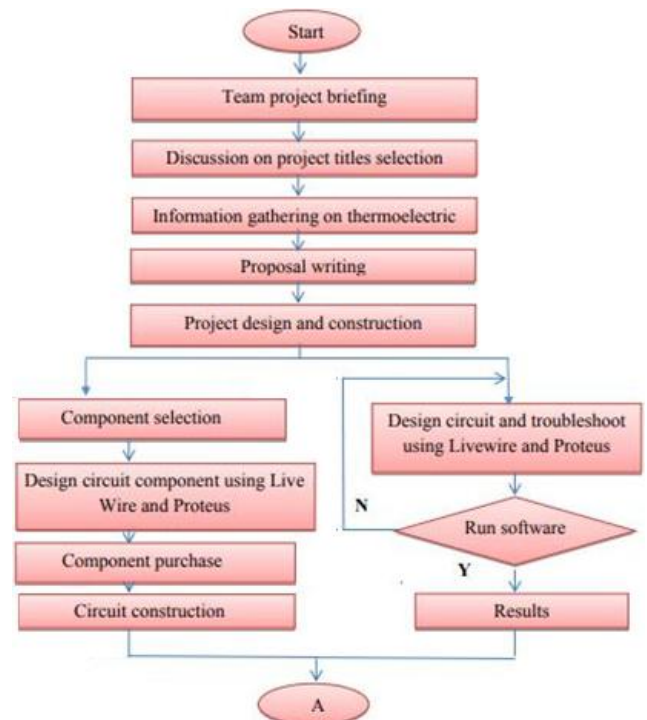 Start
Team project briefing
Discussion on project titles selection
Information gathering on thermoelectric
Proposal writing
Project design and construction
Component selection
Design circuit component using Live
Wire and Proteus
Component purchase
Circuit construction
Design circuit and troubleshoot
using Livewire and Proteus
N
Run software
Y
Results
A